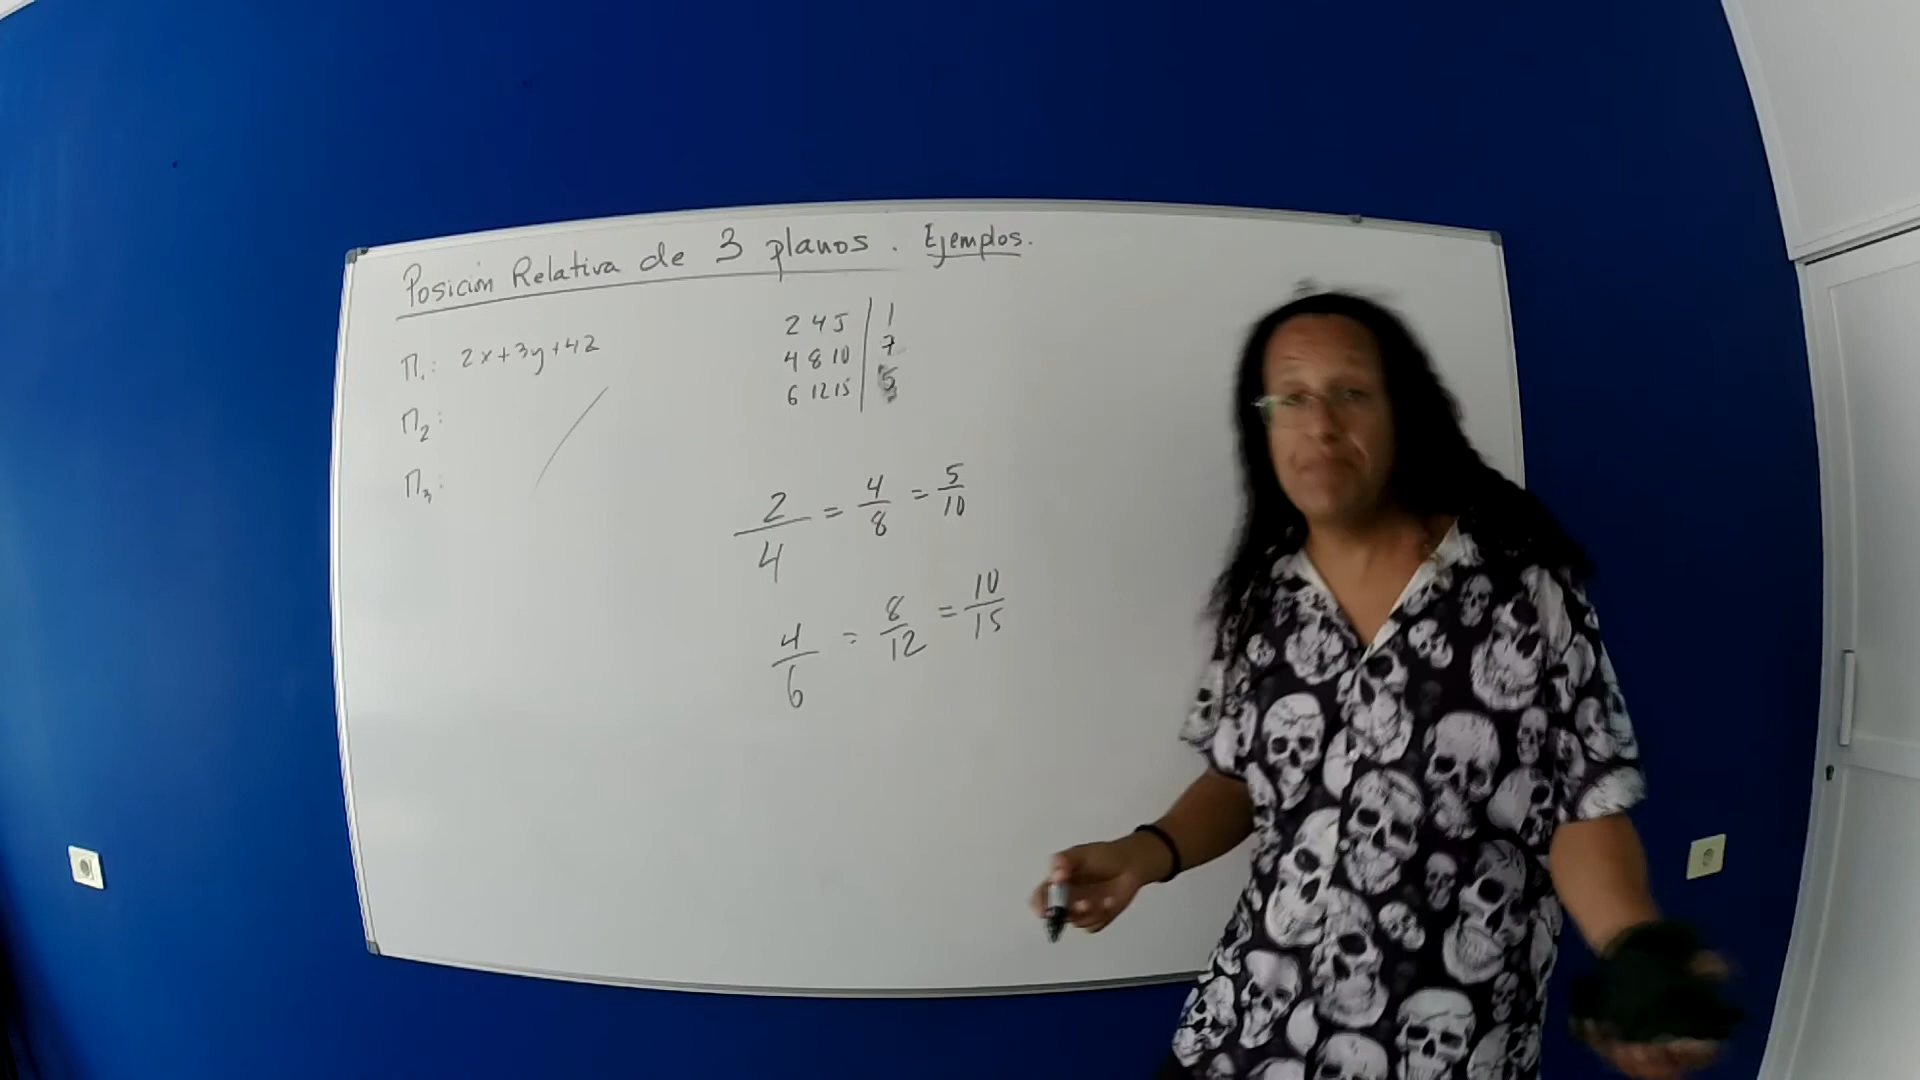 Posición Relativa de 3 planos. Ejemplos.
Π₁: 2x+3y+4z
Π₂:
Π₃:
2 4 5 | 1
4 8 10 | 7
6 12 15 | 5
2/4 = 4/8 = 5/10
4/6 = 8/12 = 10/15